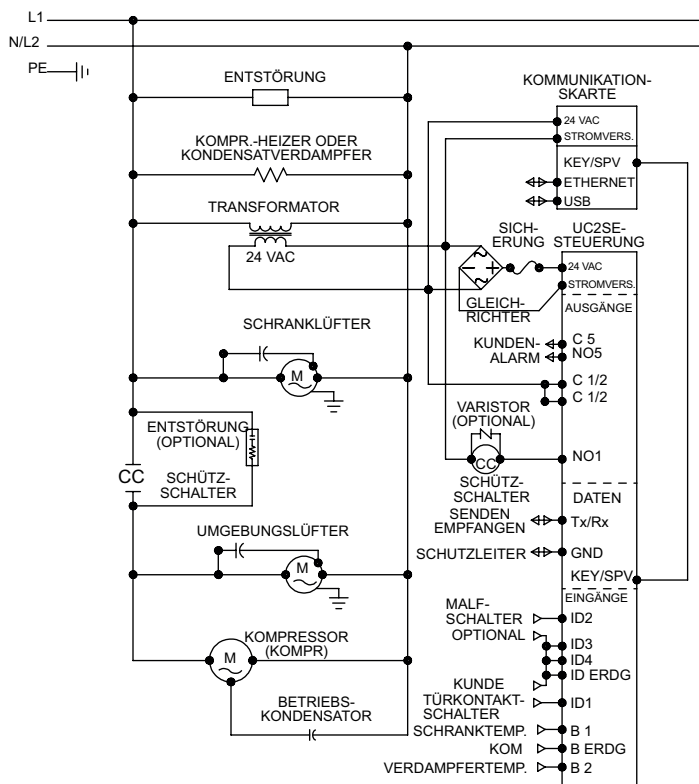 L1
N/L2
PE
ENTSTÖRUNG
KOMPR.-HEIZER ODER
KONDENSATVERDAMPFER
TRANSFORMATOR
24 VAC
SCHRANKLÜFTER
M
ENTSTÖRUNG
(OPTIONAL)
CC
SCHÜTZ-
SCHALTER
UMGEBUNGSLÜFTER
M
KOMPRESSOR
(KOMPR)
M
BETRIEBS-
KONDENSATOR
KOMMUNIKATION-
SKARTE
24 VAC
STROMVERS.
KEY/SPV
ETHERNET
USB
SICH-
ERUNG
UC2SE-
STEUERUNG
24 VAC
STROMVERS.
GLEICH-
RICHTER
AUSGÄNGE
KUNDEN-
ALARM
C 5
NO5
C 1/2
C 1/2
VARISTOR
(OPTIONAL)
CC
NO1
SCHÜTZ-
SCHALTER
DATEN
SENDEN
EMPFANGEN
Tx/Rx
SCHUTZLEITER
GND
KEY/SPV
EINGÄNGE
MALF-
SCHALTER
ID2
OPTIONAL
ID3
ID4
ID ERDG
KUNDE
TÜRKONTAKT-
SCHALTER
ID1
SCHRANKTEMP.
B 1
KOM
B ERDG
VERDAMPFERTEMP.
B 2